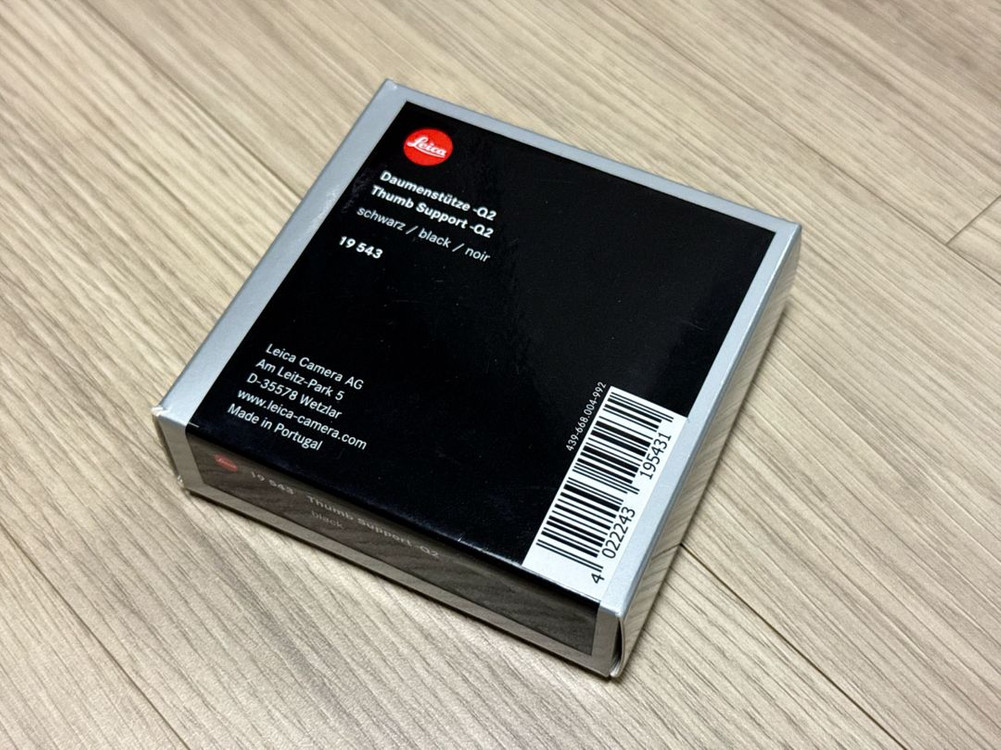 Leica
Daumenstütze -Q2
Thumb Support -Q2
schwarz / black / noir
19 543
Leica Camera AG
Am Leitz-Park 5
D-35578 Wetzlar
www.leica-camera.com
Made in Portugal
439-668.004-992
4 022243 195431
19 543 Thumb Support -Q2
black